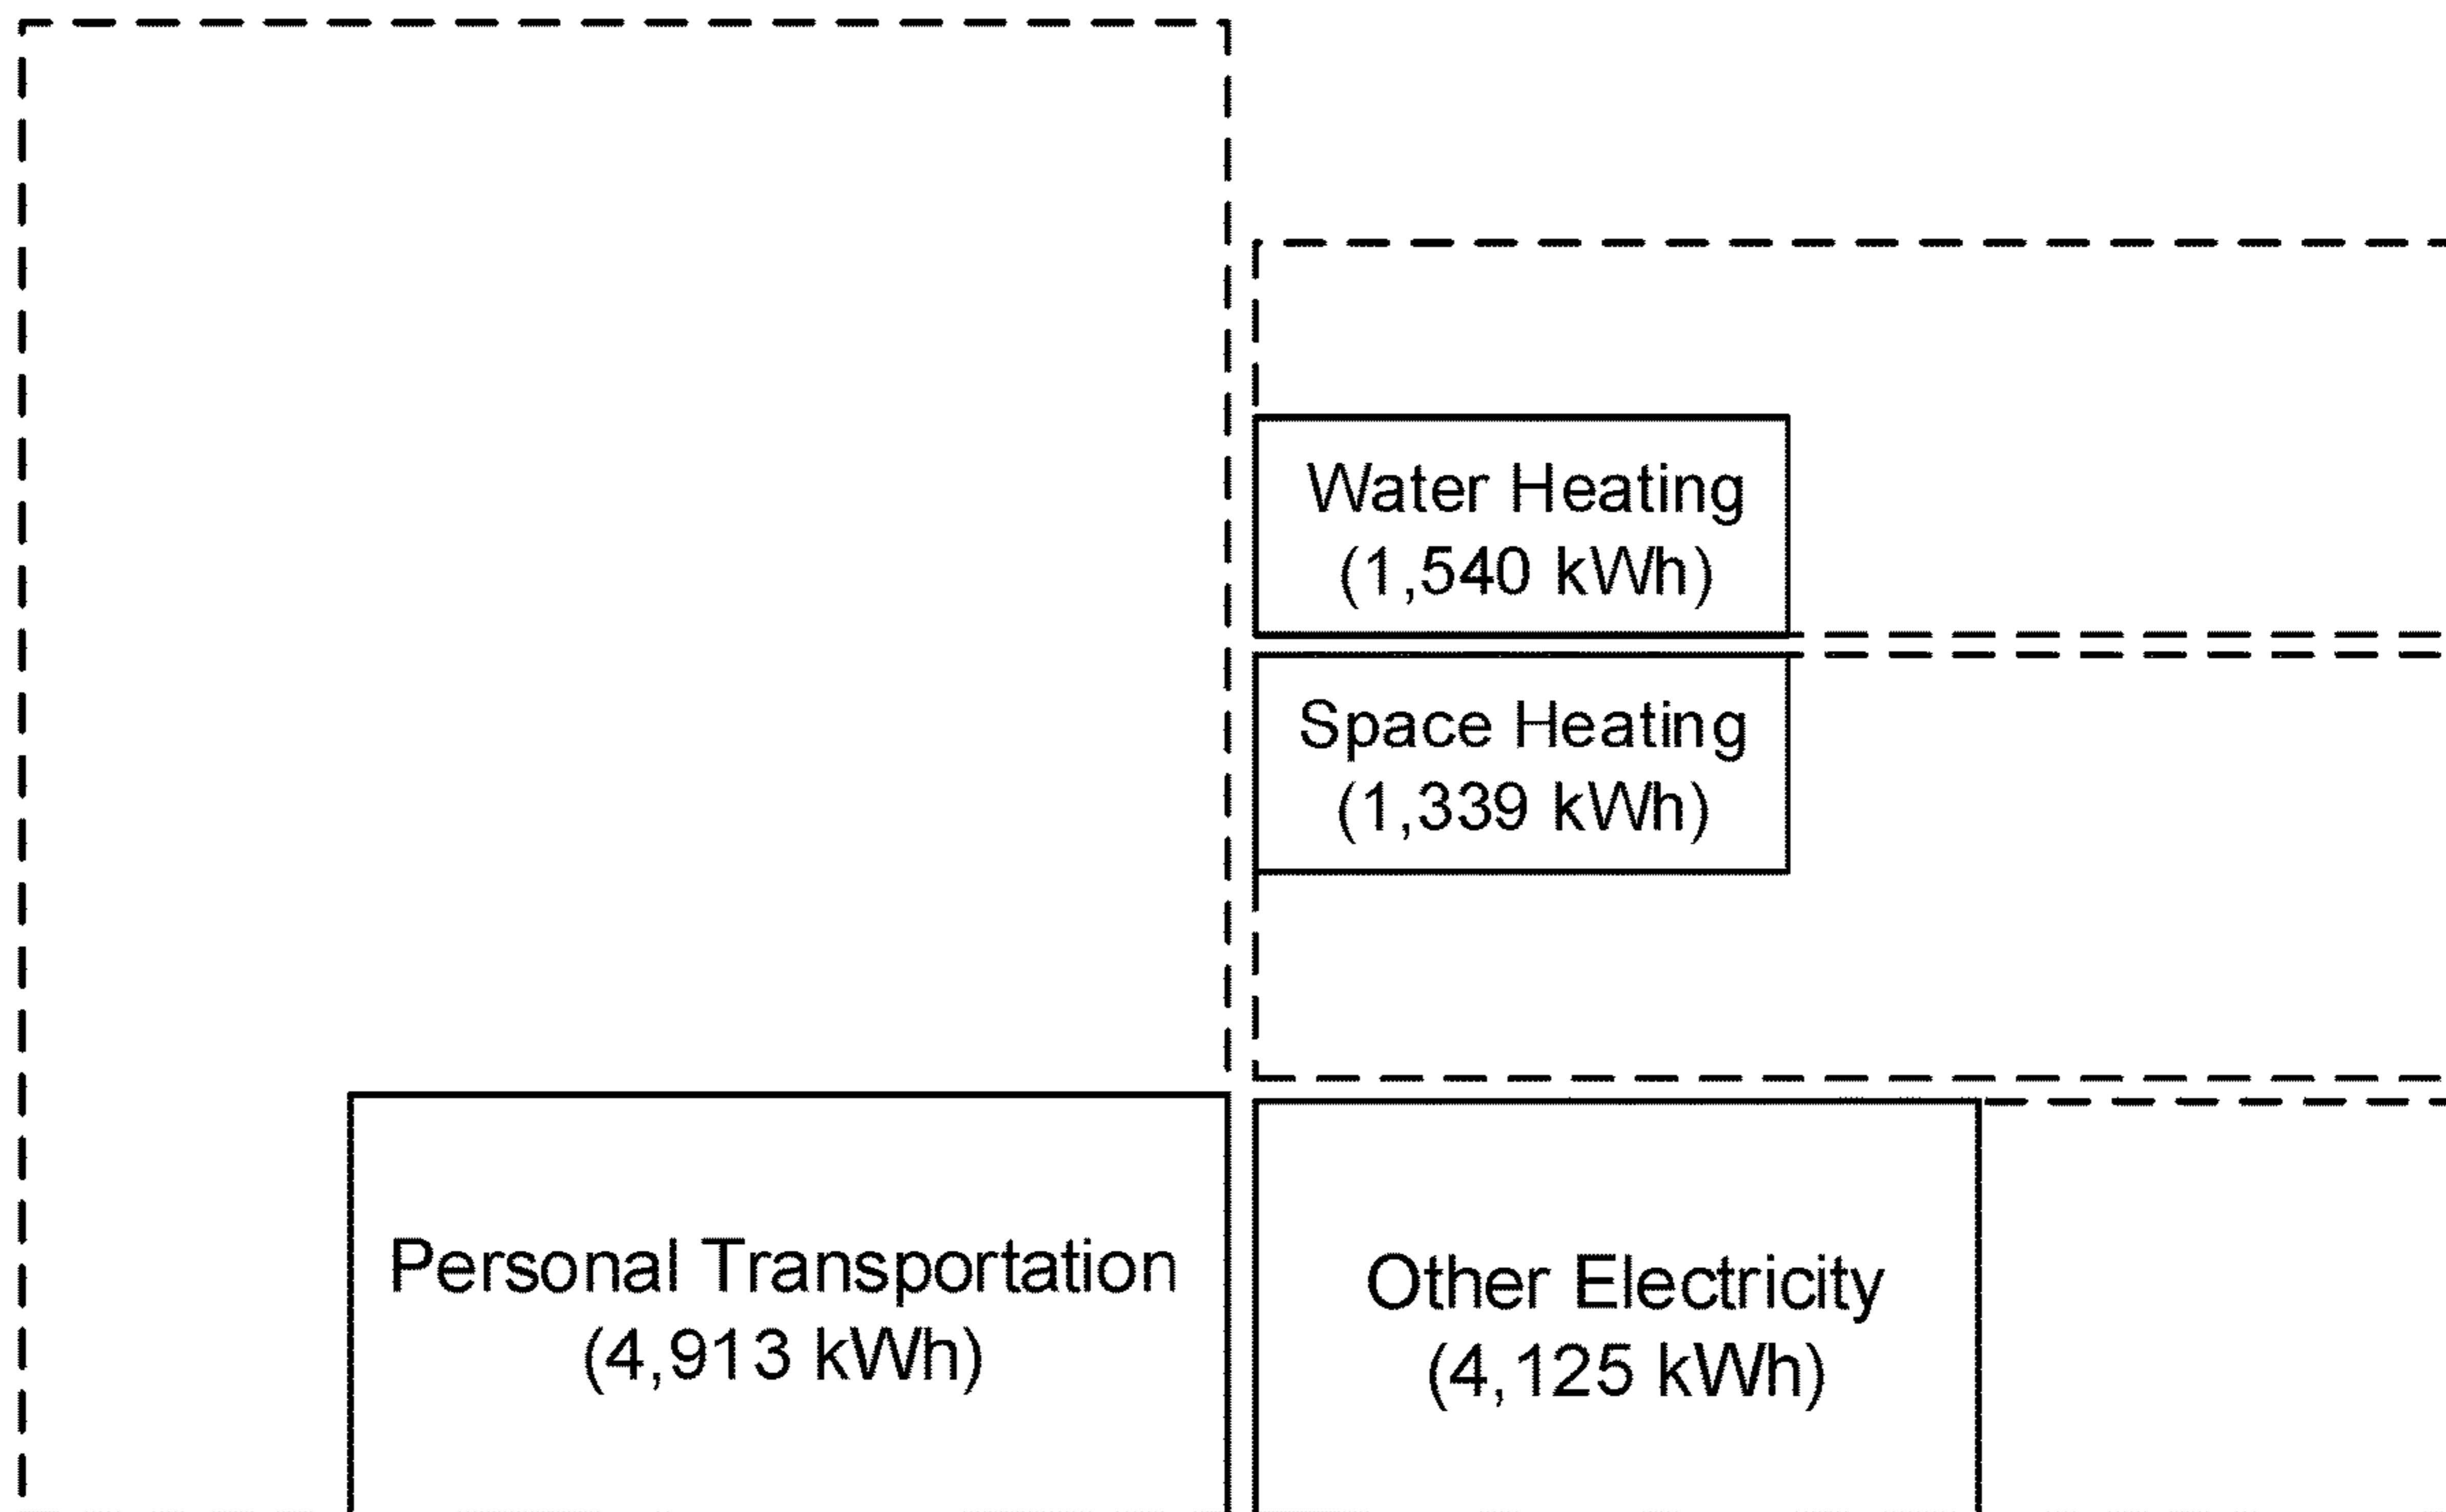 Water Heating
(1,540 kWh)
Space Heating
(1,339 kWh)
Personal Transportation
(4,913 kWh)
Other Electricity
(4,125 kWh)